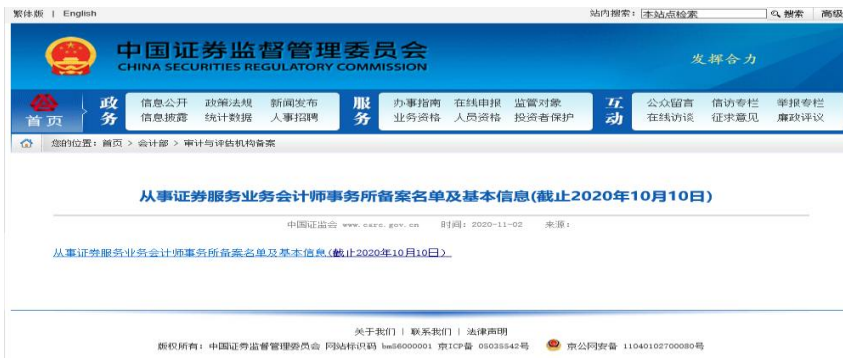 繁体版 | English 站内搜索: 本站点检索 搜索 高级
中国证券监督管理委员会
CHINA SECURITIES REGULATORY COMMISSION
发挥合力
首页
政务
信息公开 政策法规 新闻发布
信息披露 统计数据 人事招聘
服务
办事指南 在线申报 监管对象
业务资格 人员资格 投资者保护
互动
公众留言 信访专栏 举报专栏
在线访谈 征求意见 廉政评议
您的位置: 首页 > 会计部 > 审计与评估机构备案
从事证券服务业务会计师事务所备案名单及基本信息(截止2020年10月10日)
中国证监会 www.csrc.gov.cn 时间: 2020-11-02 来源:
从事证券服务业务会计师事务所备案名单及基本信息(截止2020年10月10日)
关于我们 | 联系我们 | 法律声明
版权所有: 中国证券监督管理委员会 网站标识码 bm56000001 京ICP备 05035542号 京公网安备 11040102700080号